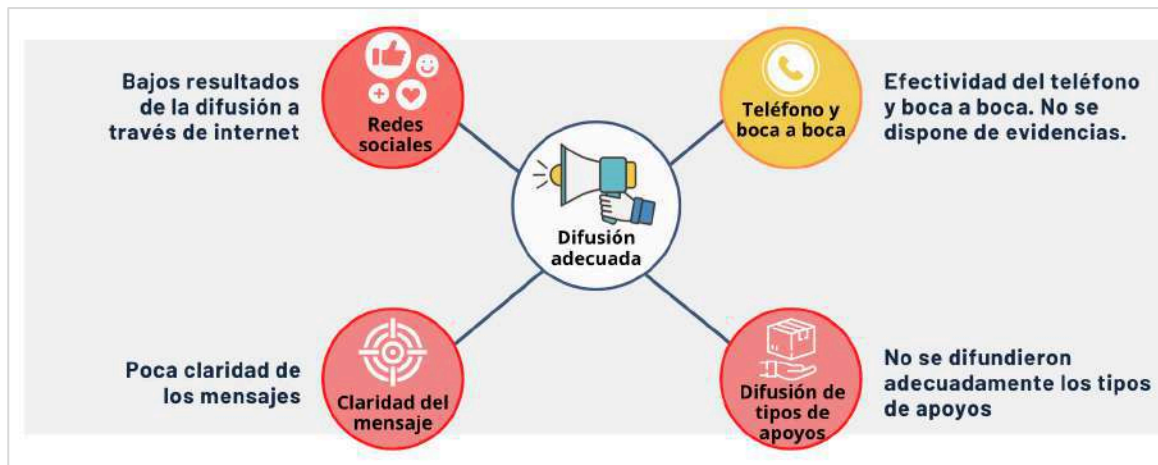 Bajos resultados
de la difusión a
través de internet
Redes
sociales
Teléfono y
boca a boca
Efectividad del teléfono
y boca a boca. No se
dispone de evidencias.
Difusión
adecuada
Poca claridad de
los mensajes
Claridad del
mensaje
Difusión de
tipos de
apoyos
No se difundieron
adecuadamente los tipos
de apoyos